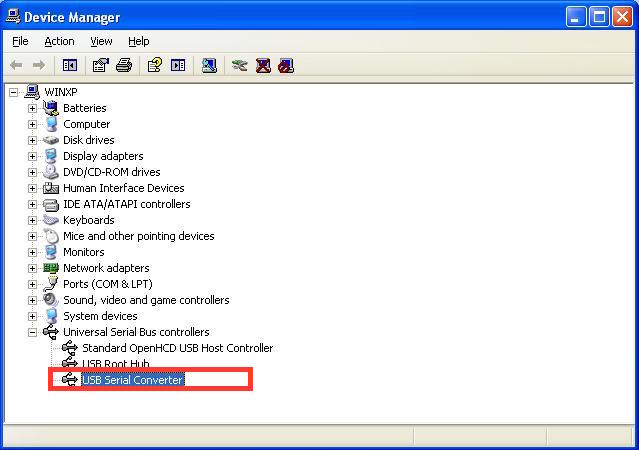 Device Manager
File Action View Help
WINXP
Batteries
Computer
Disk drives
Display adapters
DVD/CD-ROM drives
Human Interface Devices
IDE ATA/ATAPI controllers
Keyboards
Mice and other pointing devices
Monitors
Network adapters
Ports (COM & LPT)
Sound, video and game controllers
System devices
Universal Serial Bus controllers
Standard OpenHCD USB Host Controller
USB Root Hub
USB Serial Converter